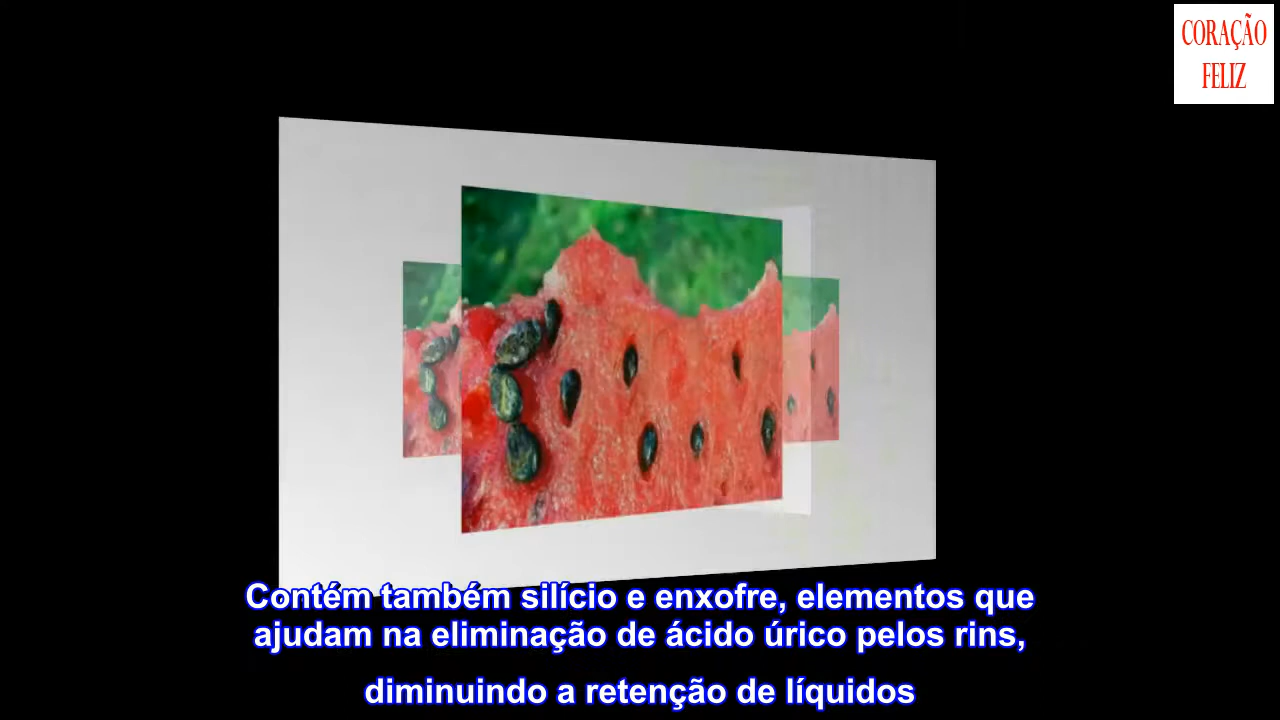 CORAÇÃO
FELIZ
Contém também silício e enxofre, elementos que
ajudam na eliminação de ácido úrico pelos rins,
diminuindo a retenção de líquidos